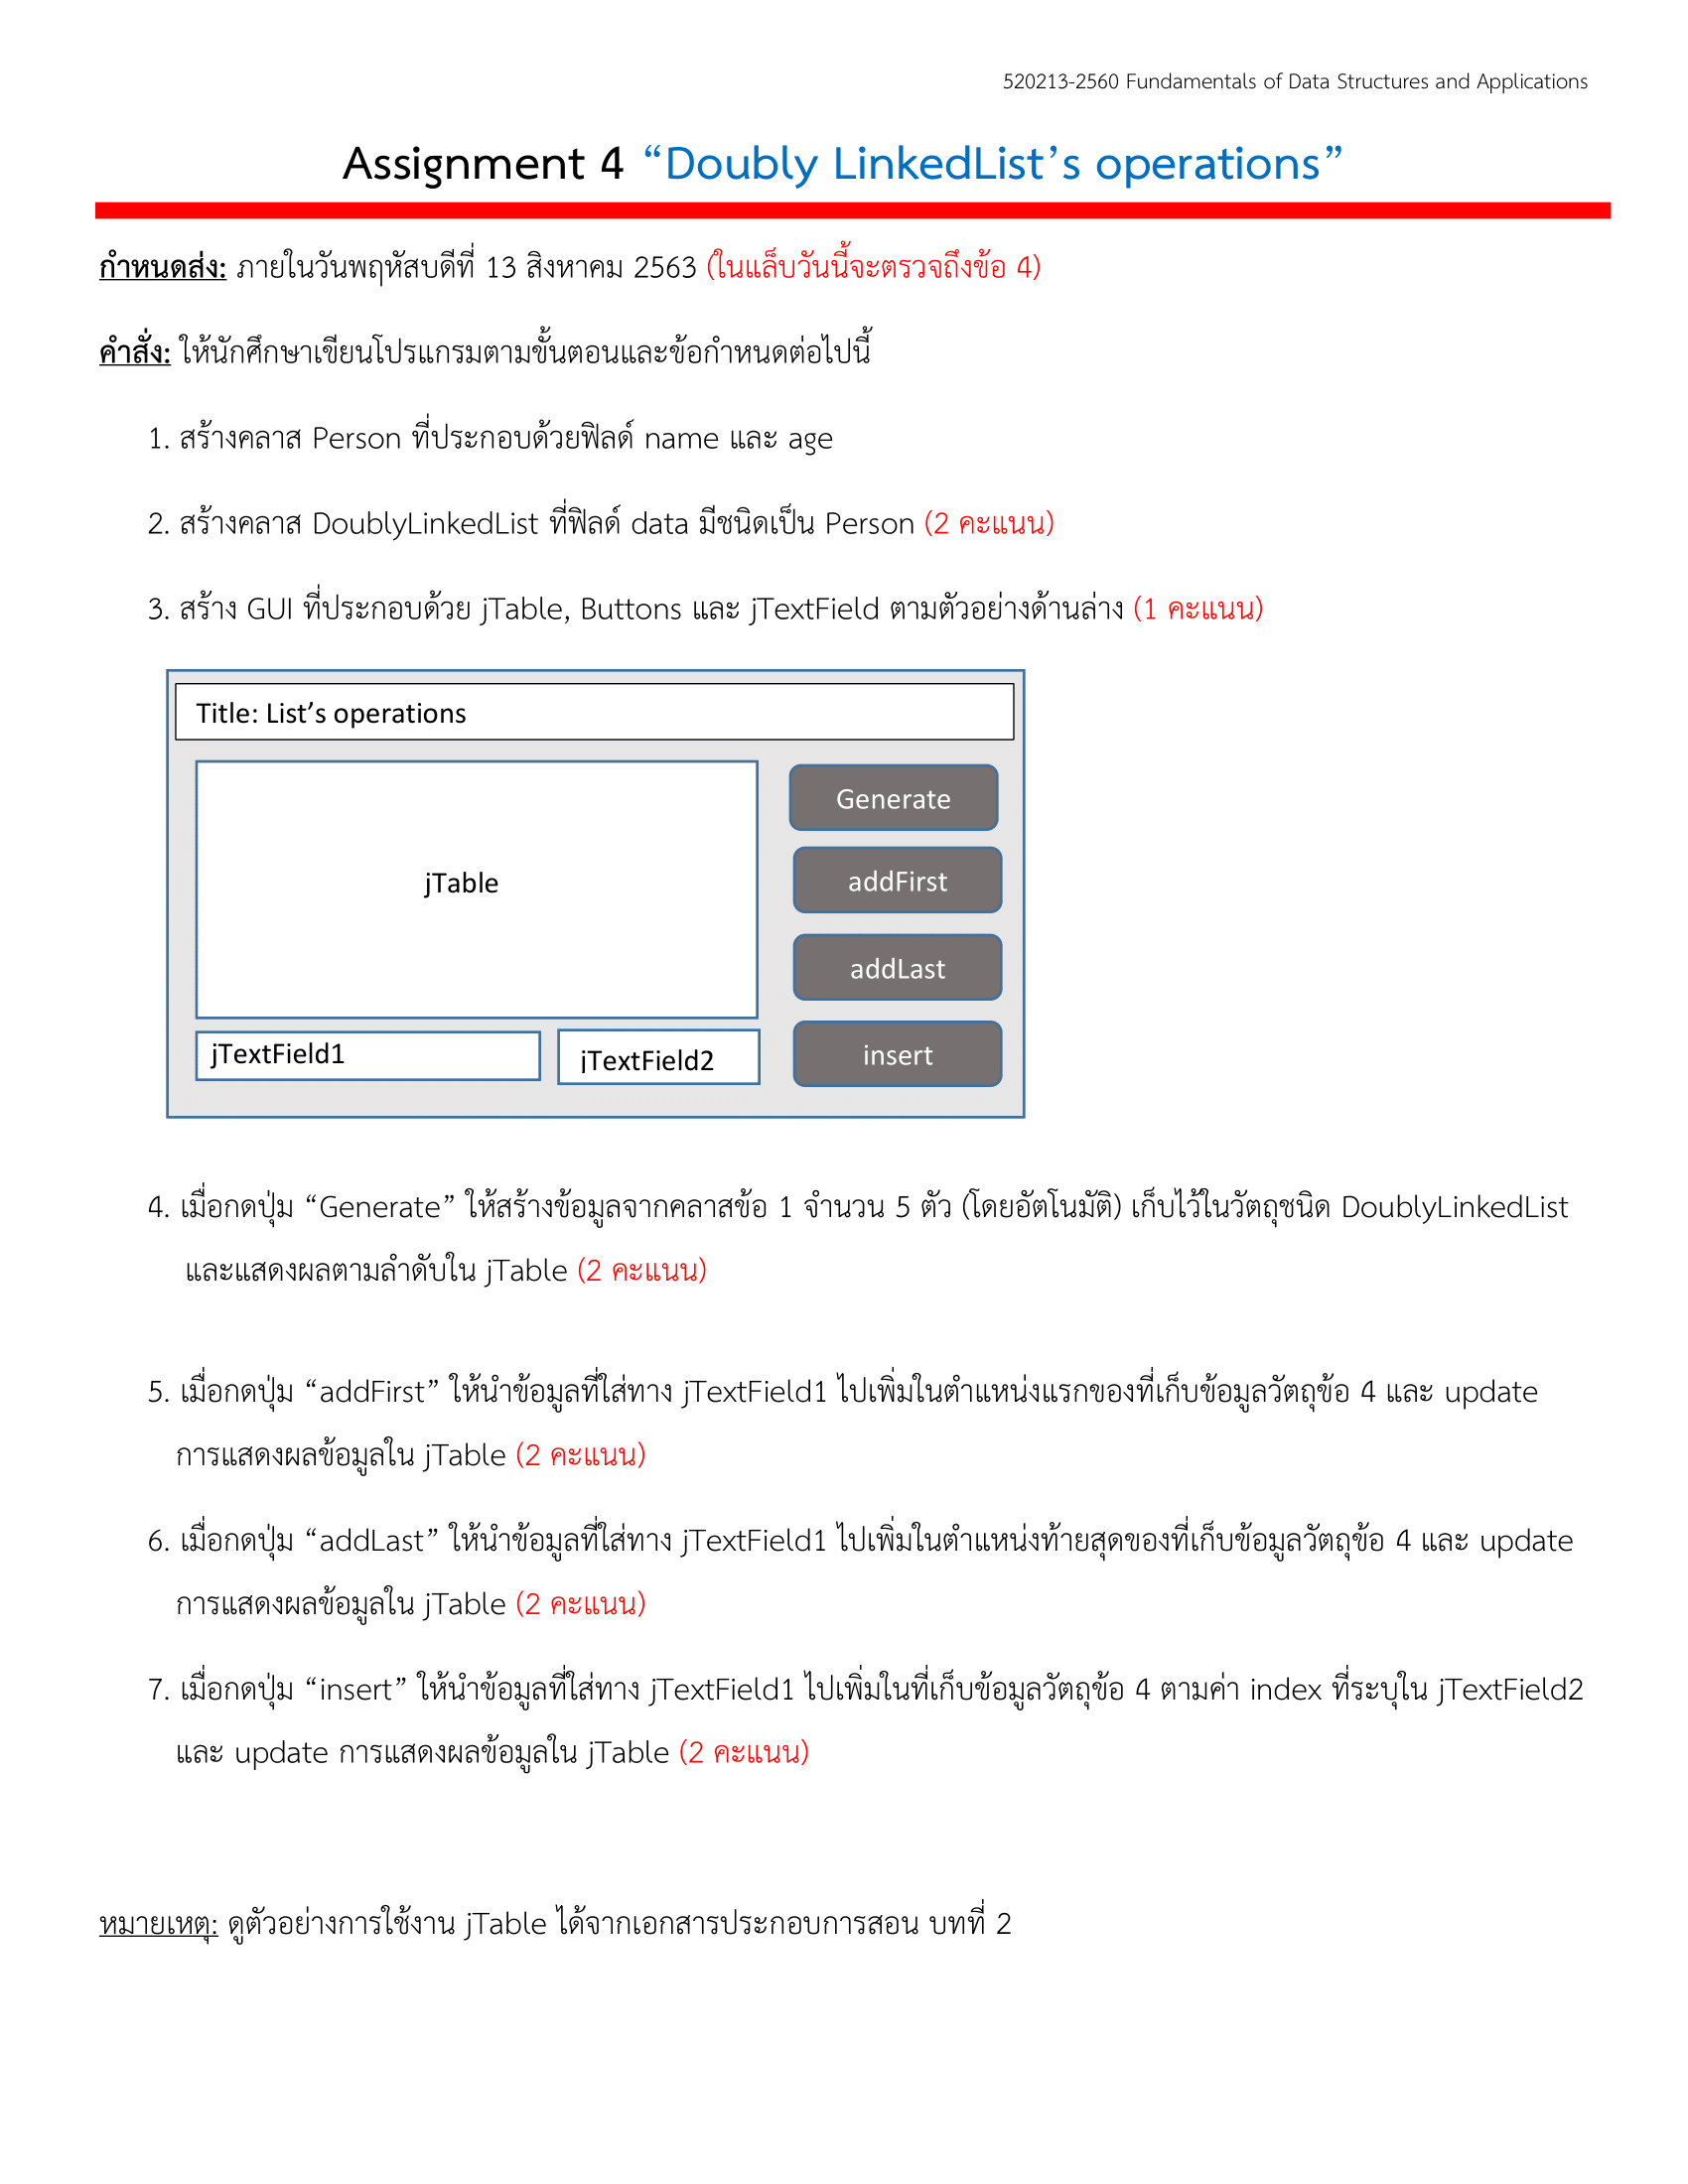 520213-2560 Fundamentals of Data Structures and Applications
Assignment 4 “Doubly LinkedList’s operations”
กำหนดส่ง: ภายในวันพฤหัสบดีที่ 13 สิงหาคม 2563 (ในแล็บวันนี้จะตรวจถึงข้อ 4)
คำสั่ง: ให้นักศึกษาเขียนโปรแกรมตามขั้นตอนและข้อกำหนดต่อไปนี้
1. สร้างคลาส Person ที่ประกอบด้วยฟิลด์ name และ age
2. สร้างคลาส DoublyLinkedList ที่ฟิลด์ data มีชนิดเป็น Person (2 คะแนน)
3. สร้าง GUI ที่ประกอบด้วย jTable, Buttons และ jTextField ตามตัวอย่างด้านล่าง (1 คะแนน)
Title: List’s operations
Generate
jTable
addFirst
addLast
jTextField1
jTextField2
insert
4. เมื่อกดปุ่ม “Generate” ให้สร้างข้อมูลจากคลาสข้อ 1 จำนวน 5 ตัว (โดยอัตโนมัติ) เก็บไว้ในวัตถุชนิด DoublyLinkedList
และแสดงผลตามลำดับใน jTable (2 คะแนน)
5. เมื่อกดปุ่ม “addFirst” ให้นำข้อมูลที่ใส่ทาง jTextField1 ไปเพิ่มในตำแหน่งแรกของที่เก็บข้อมูลวัตถุข้อ 4 และ update
การแสดงผลข้อมูลใน jTable (2 คะแนน)
6. เมื่อกดปุ่ม “addLast” ให้นำข้อมูลที่ใส่ทาง jTextField1 ไปเพิ่มในตำแหน่งท้ายสุดของที่เก็บข้อมูลวัตถุข้อ 4 และ update
การแสดงผลข้อมูลใน jTable (2 คะแนน)
7. เมื่อกดปุ่ม “insert” ให้นำข้อมูลที่ใส่ทาง jTextField1 ไปเพิ่มในที่เก็บข้อมูลวัตถุข้อ 4 ตามค่า index ที่ระบุใน jTextField2
และ update การแสดงผลข้อมูลใน jTable (2 คะแนน)
หมายเหตุ: ดูตัวอย่างการใช้งาน jTable ได้จากเอกสารประกอบการสอน บทที่ 2